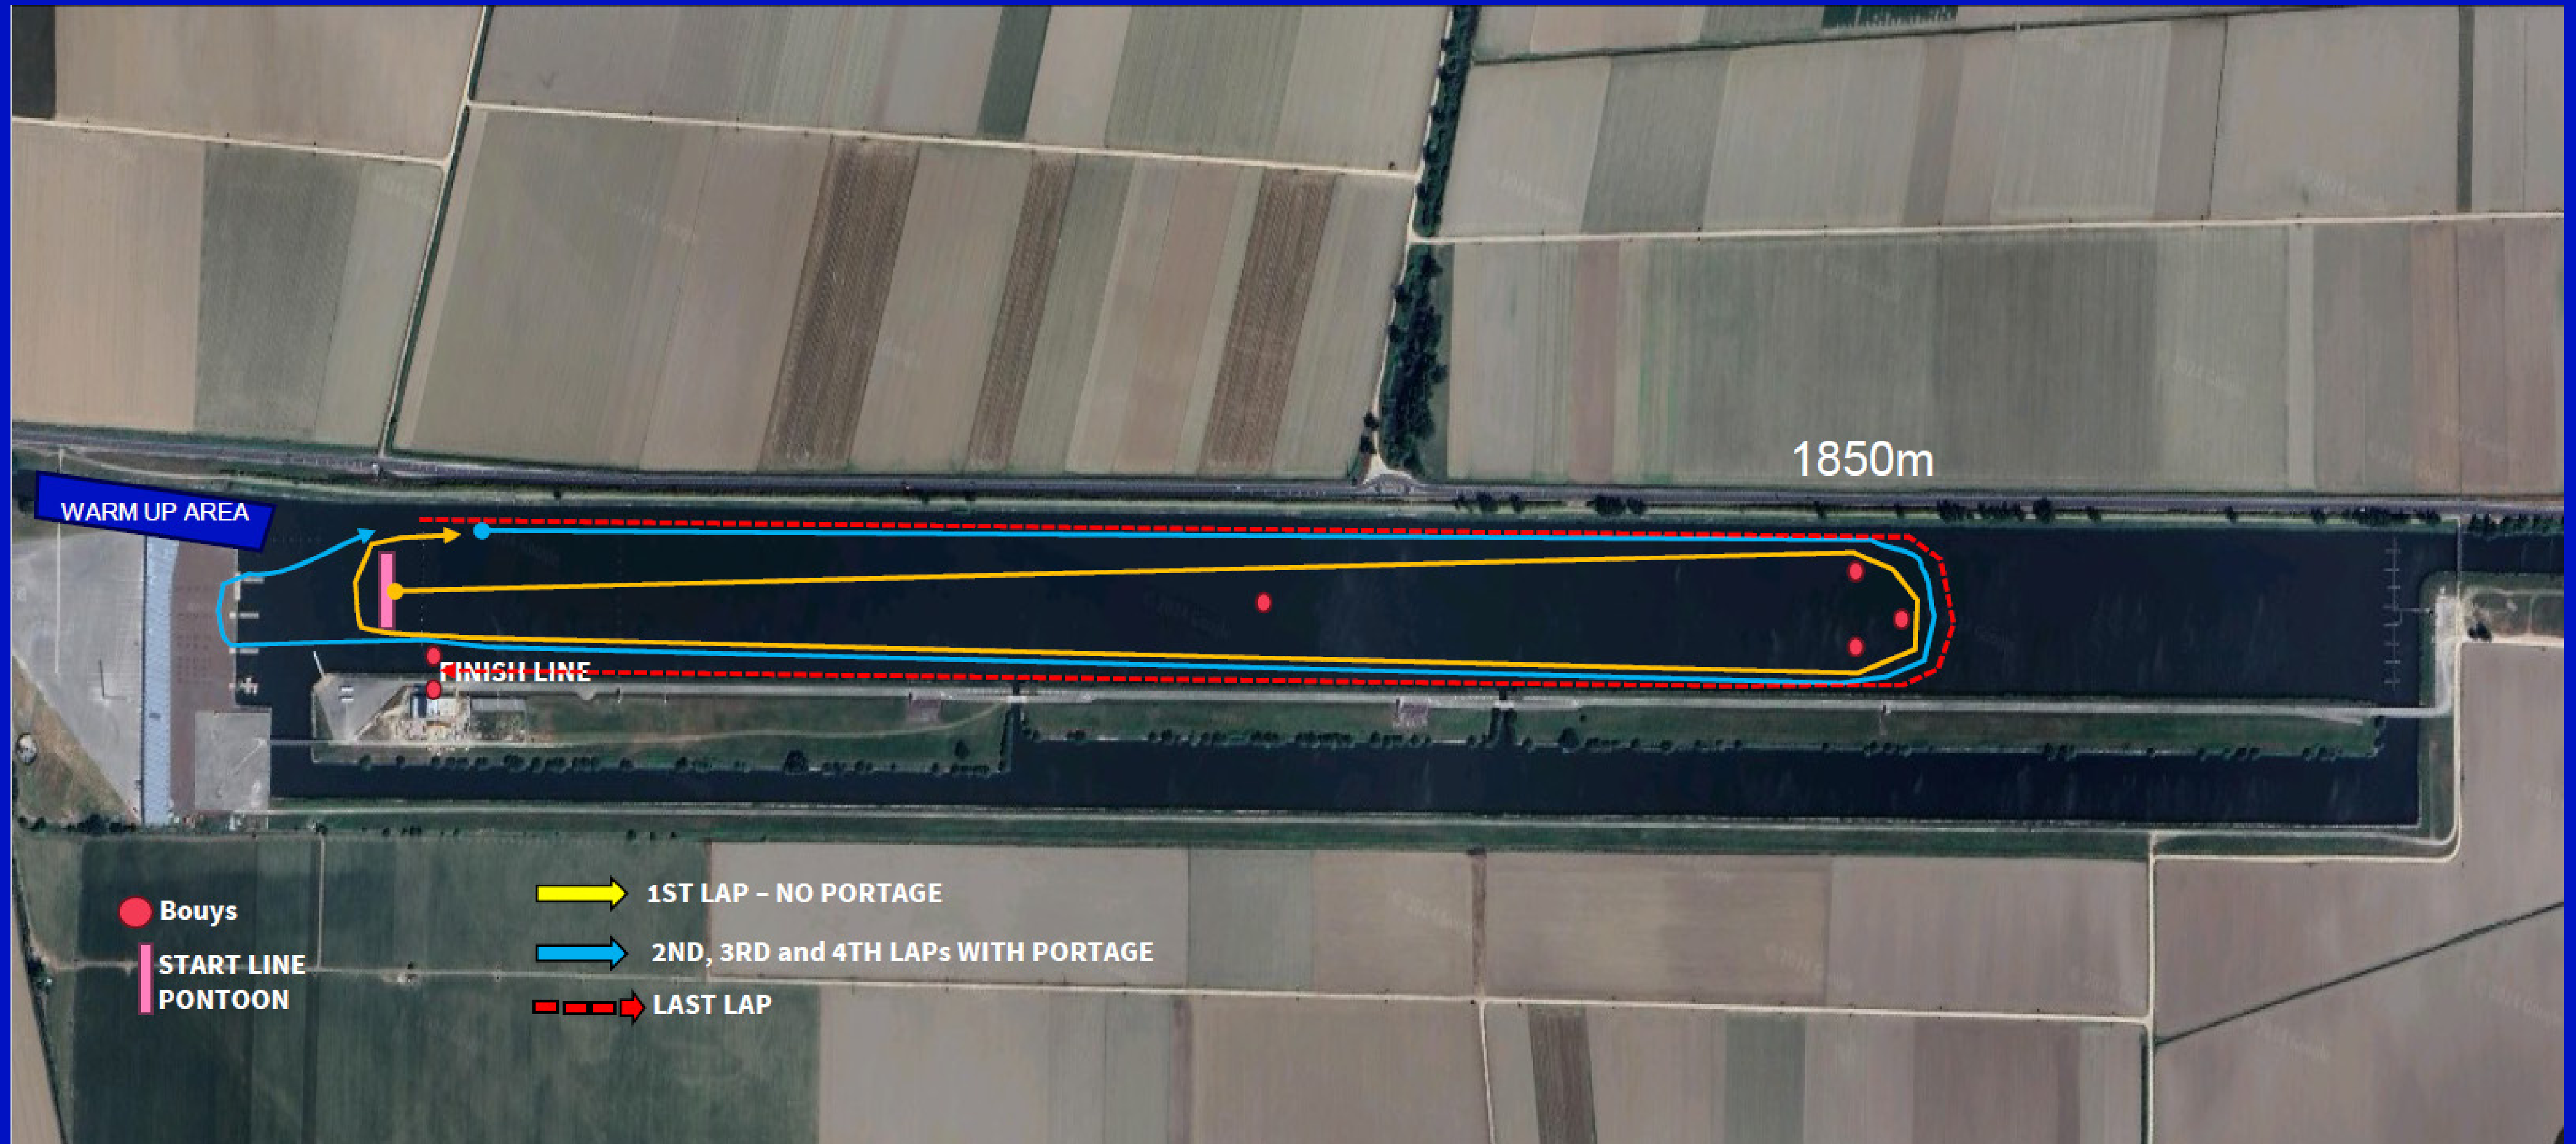 1850m
WARM UP AREA
FINISH LINE
1ST LAP – NO PORTAGE
Bouys
2ND, 3RD and 4TH LAPs WITH PORTAGE
START LINE
PONTOON
LAST LAP